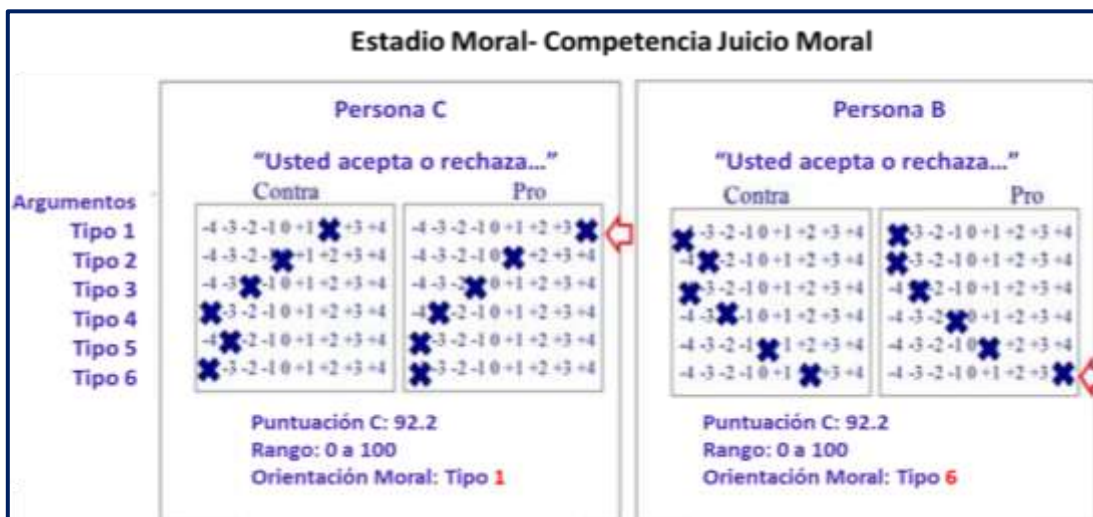 Estadio Moral- Competencia Juicio Moral
Persona C
"Usted acepta o rechaza..."
Contra Pro
Argumentos
Tipo 1
Tipo 2
Tipo 3
Tipo 4
Tipo 5
Tipo 6
-4 -3 -2 -1 0 +1 +3 +4
-4 -3 -2 -1 0 +1 +2 +3
-4 -3 -2 +1 +2 +3 +4
-4 -3 -2 -1 0 +2 +3 +4
-4 -3 -1 0 +1 +2 +3 +4
-4 -3 -2 0 +1 +2 +3 +4
-3 -2 -1 0 +1 +2 +3 +4
-4 -2 -1 0 +1 +2 +3 +4
-4 -2 -1 0 +1 +2 +3 +4
-3 -2 -1 0 +1 +2 +3 +4
-3 -2 -1 0 +1 +2 +3 +4
-3 -2 -1 0 +1 +2 +3 +4
Puntuación C: 92.2
Rango: 0 a 100
Orientación Moral: Tipo 1
Persona B
"Usted acepta o rechaza..."
Contra Pro
-3 -2 -1 0 +1 +2 +3 +4
-3 -2 -1 0 +1 +2 +3 +4
-4 -2 -1 0 +1 +2 +3 +4
-3 -2 -1 0 +1 +2 +3 +4
-3 -2 -1 0 +1 +2 +3 +4
-4 -2 -1 0 +1 +2 +3 +4
-4 -3 -1 0 +1 +2 +3 +4
-4 -3 -2 0 +1 +2 +3 +4
-4 -3 -2 -1 +1 +2 +3 +4
-4 -3 -2 -1 0 +2 +3 +4
-4 -3 -2 -1 0 +1 +3 +4
-4 -3 -2 -1 0 +1 +2 +3
Puntuación C: 92.2
Rango: 0 a 100
Orientación Moral: Tipo 6